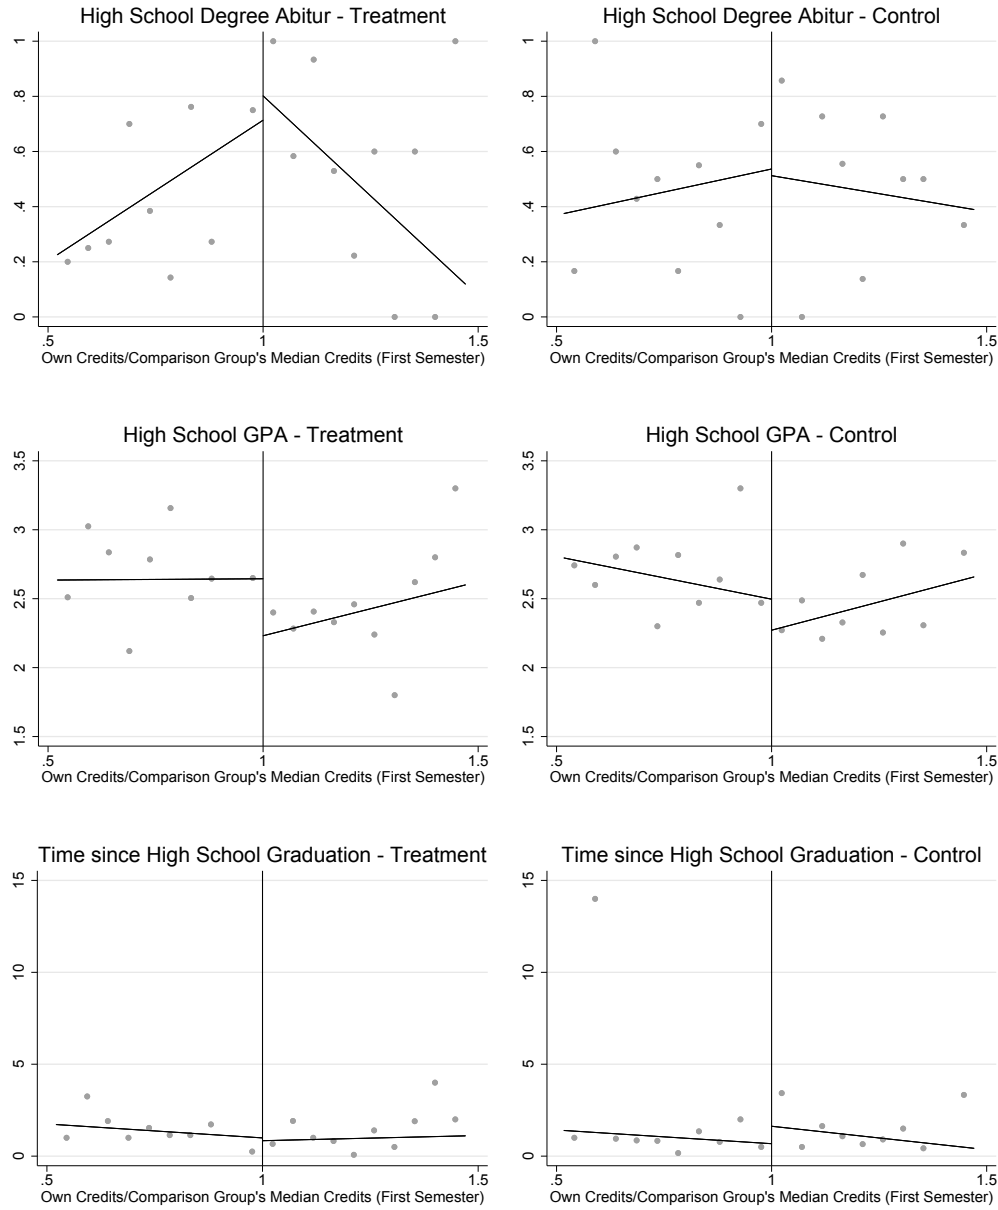 High School Degree Abitur - Treatment
1
.8
.6
.4
.2
0
.5 1 1.5
Own Credits/Comparison Group's Median Credits (First Semester)
High School Degree Abitur - Control
1
.8
.6
.4
.2
0
.5 1 1.5
Own Credits/Comparison Group's Median Credits (First Semester)
High School GPA - Treatment
3.5
3
2.5
2
1.5
.5 1 1.5
Own Credits/Comparison Group's Median Credits (First Semester)
High School GPA - Control
3.5
3
2.5
2
1.5
.5 1 1.5
Own Credits/Comparison Group's Median Credits (First Semester)
Time since High School Graduation - Treatment
15
10
5
0
.5 1 1.5
Own Credits/Comparison Group's Median Credits (First Semester)
Time since High School Graduation - Control
15
10
5
0
.5 1 1.5
Own Credits/Comparison Group's Median Credits (First Semester)